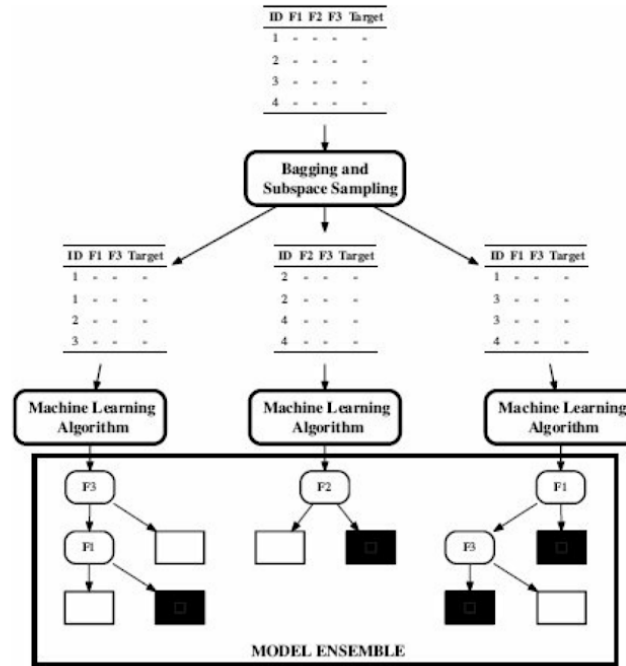 ID F1 F2 F3 Target
1 - - - -
2 - - - -
3 - - - -
4 - - - -
Bagging and
Subspace Sampling
ID F1 F3 Target
1 - - -
1 - - -
2 - - -
3 - - -
ID F2 F3 Target
2 - - -
2 - - -
4 - - -
4 - - -
ID F1 F3 Target
1 - - -
3 - - -
3 - - -
4 - - -
Machine Learning
Algorithm
Machine Learning
Algorithm
Machine Learning
Algorithm
F3
F2
F1
F1
F3
MODEL ENSEMBLE